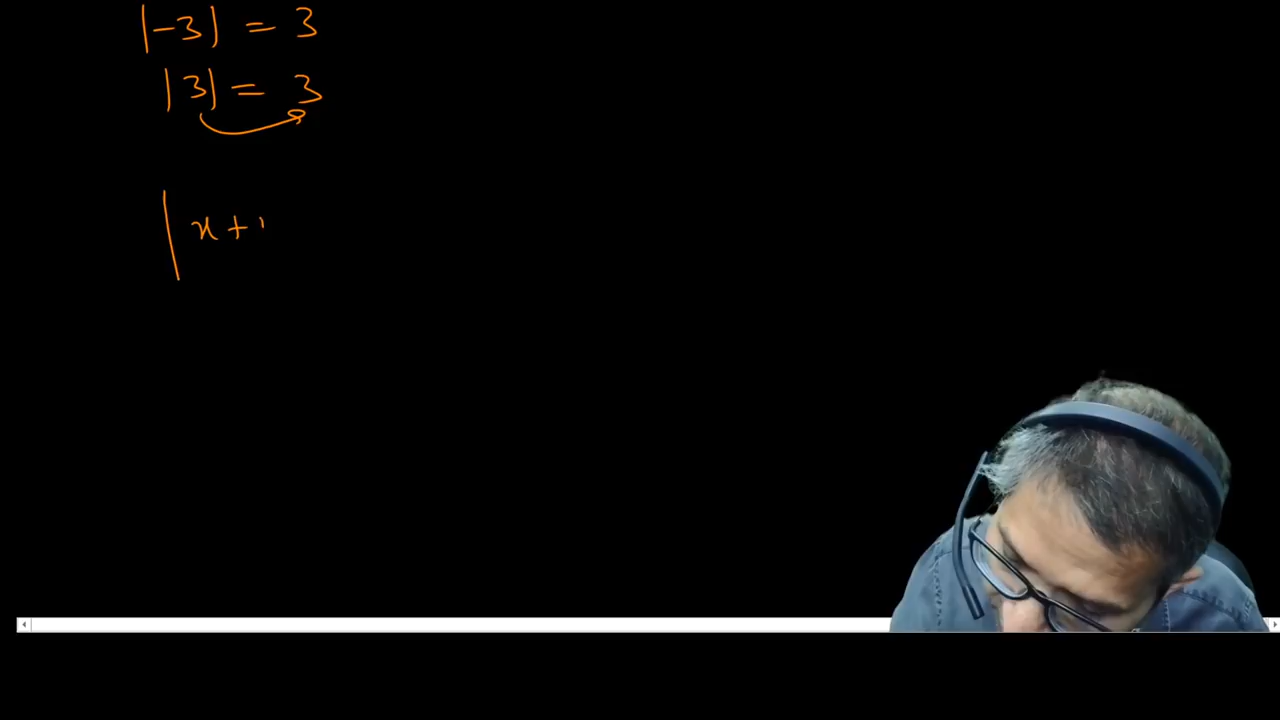 |-3| = 3
|3| = 3
| x +